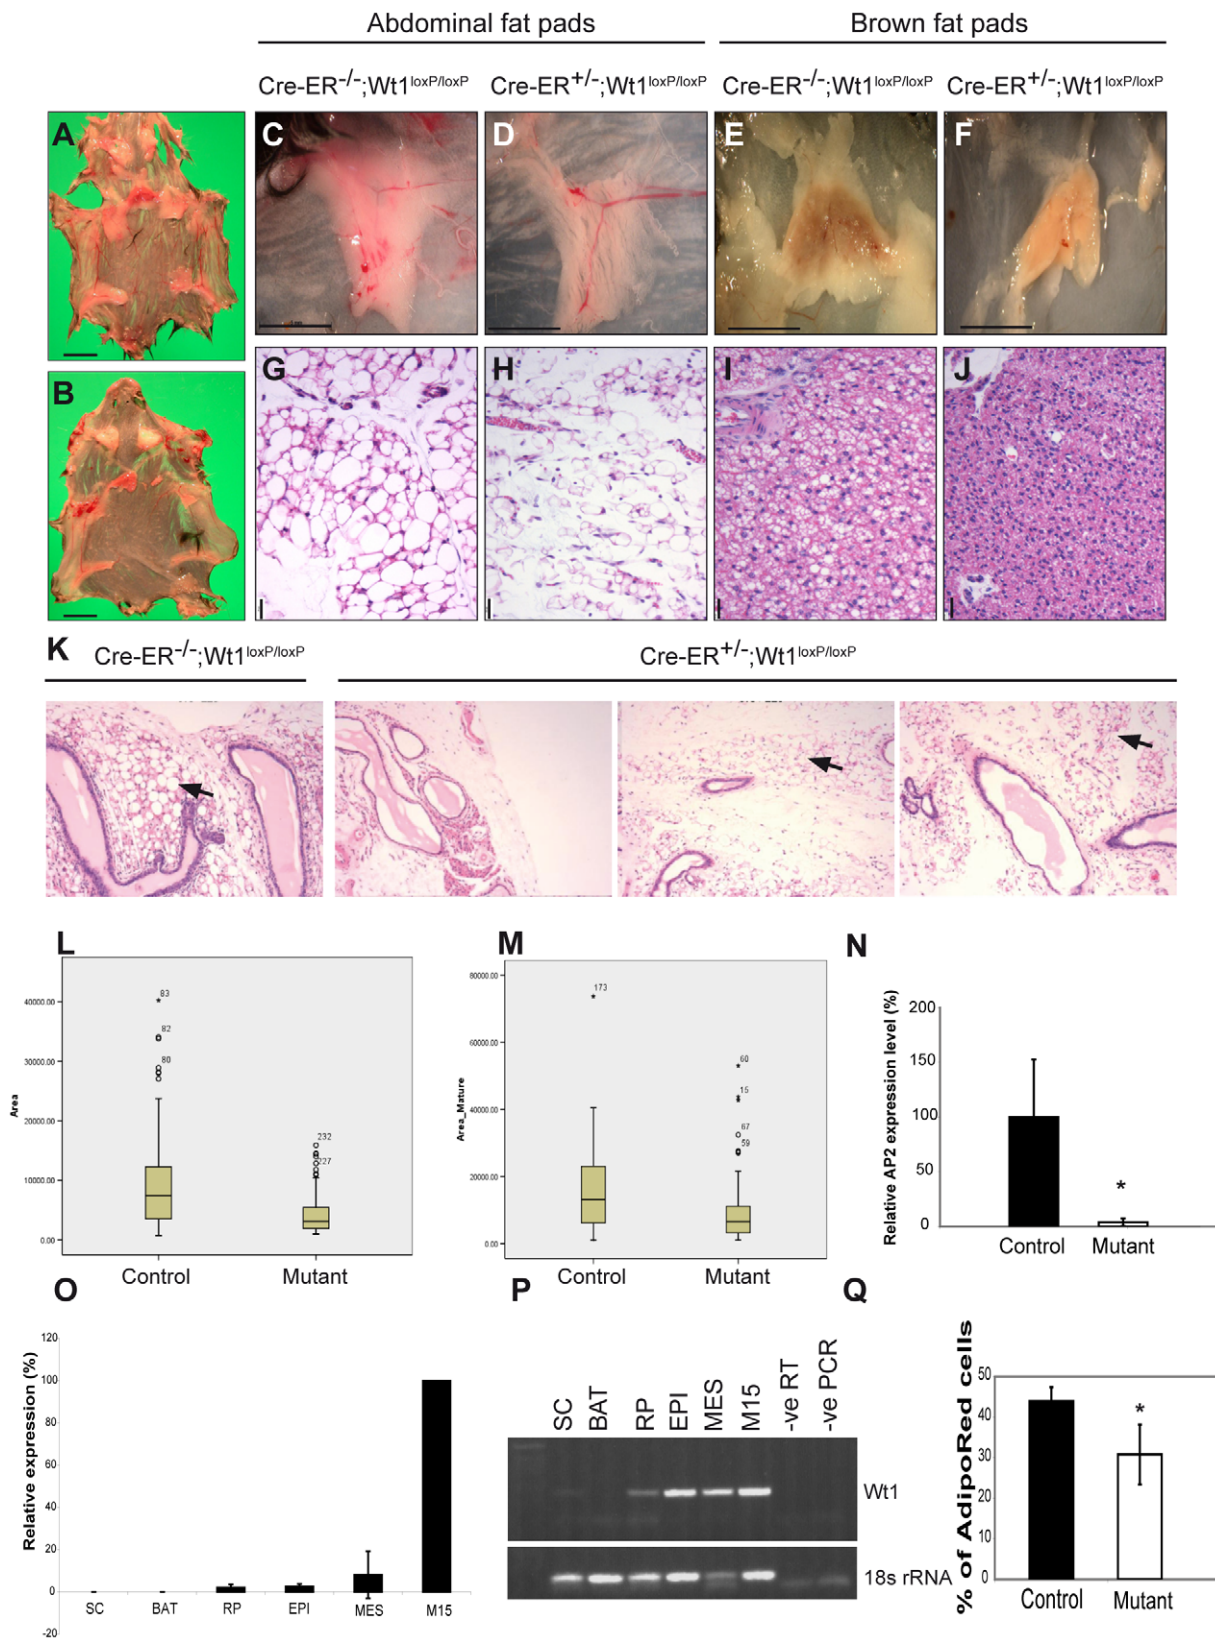 Abdominal fat pads
Brown fat pads
Cre-ER-/-;Wt1loxP/loxP
Cre-ER+/-;Wt1loxP/loxP
Cre-ER-/-;Wt1loxP/loxP
Cre-ER+/-;Wt1loxP/loxP
A
C
D
E
F
B
G
H
I
J
K
Cre-ER-/-;Wt1loxP/loxP
Cre-ER+/-;Wt1loxP/loxP
L
Area
40000.00
30000.00
20000.00
10000.00
0.00
83
82
80
232
227
Control
Mutant
M
Area_Mature
80000.00
60000.00
40000.00
20000.00
0.00
173
60
15
67
59
Control
Mutant
N
Relative AP2 expression level (%)
200
150
100
50
0
*
Control
Mutant
O
Relative expression (%)
120
100
80
60
40
20
0
-20
SC
BAT
RP
EPI
MES
M15
P
SC
BAT
RP
EPI
MES
M15
-ve RT
-ve PCR
Wt1
18s rRNA
Q
% of AdipoRed cells
50
40
30
20
10
0
*
Control
Mutant